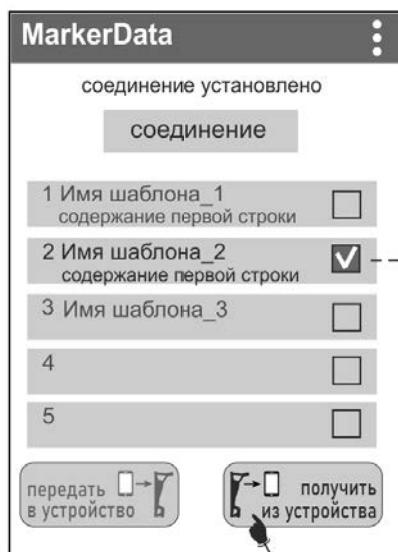 MarkerData
соединение установлено
соединение
1 Имя шаблона_1
содержание первой строки
2 Имя шаблона_2
содержание первой строки
3 Имя шаблона_3
4
5
передать
в устройство
получить
из устройства